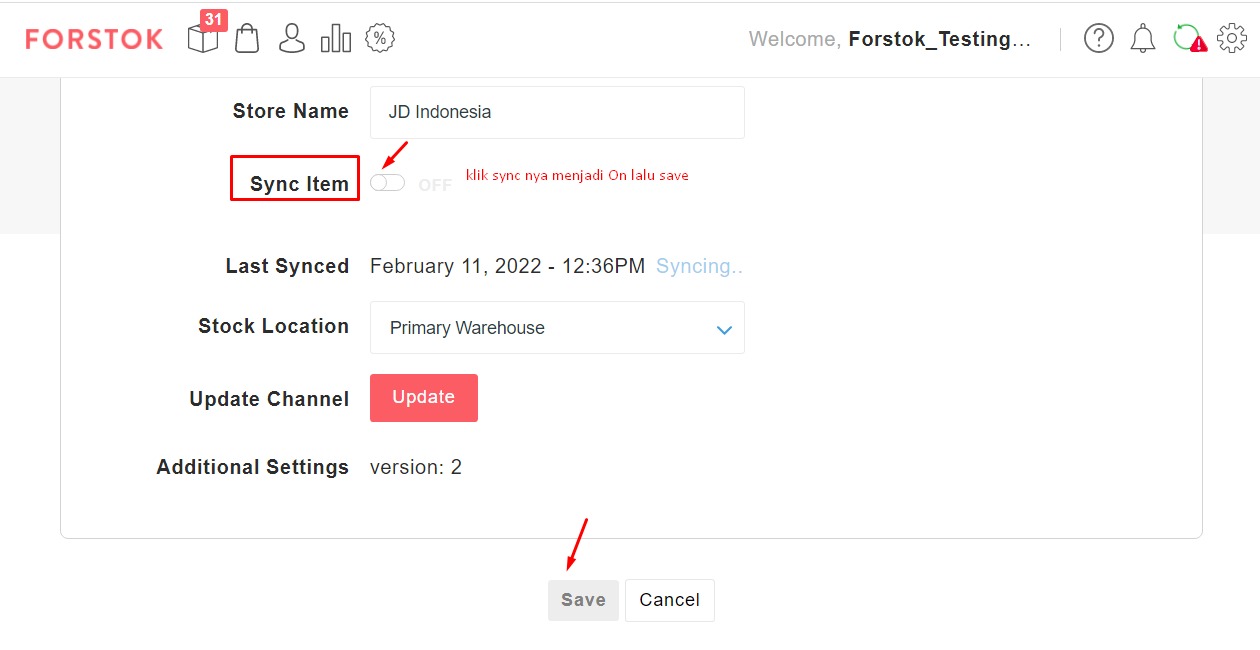 31
FORSTOK
Welcome, Forstok_Testing...
Store Name JD Indonesia
Sync Item OFF klik sync nya menjadi On lalu save
Last Synced February 11, 2022 - 12:36PM Syncing..
Stock Location Primary Warehouse
Update Channel Update
Additional Settings version: 2
Save Cancel